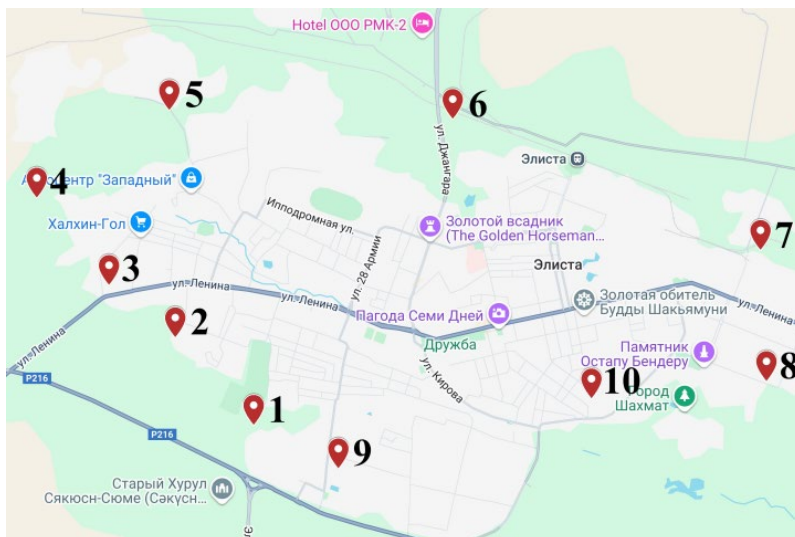 Hotel ООО РМК-2
5
6
ул. Джангара
Элиста
4
Автоцентр "Западный"
Ипподромная ул.
Халхин-Гол
Золотой всадник
(The Golden Horseman...
7
3
ул. 28 Армии
Элиста
ул. Ленина
ул. Ленина
Золотая обитель
Будды Шакьямуни
ул. Ленина
2
Пагода Семи Дней
ул. Ленина
Дружба
Памятник
Остапу Бендеру
8
Р216
ул. Кирова
10
Город
Шахмат
1
Р216
9
Старый Хурул
Сякюсн-Сюме (Сәкүсн...